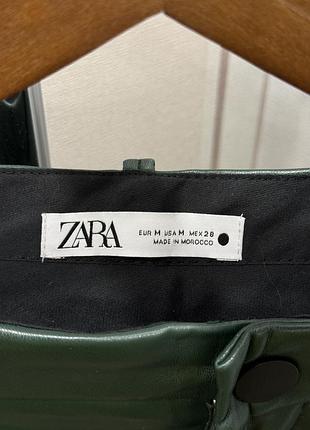 ZARA
EUR M USA M MEX 28
MADE IN MOROCCO